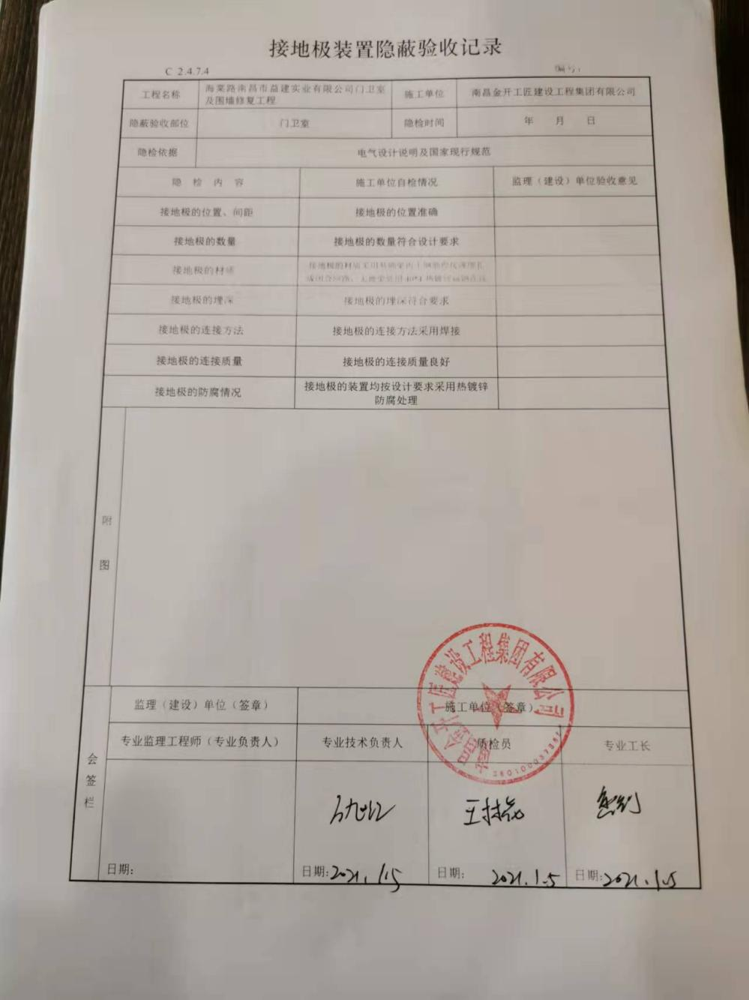 接地极装置隐蔽验收记录
C 2.4.7.4
编号：
工程名称
海棠路南昌市益建实业有限公司门卫室
及围墙修复工程
施工单位
南昌金开工匠建设工程集团有限公司
隐蔽验收部位
门卫室
隐检时间
年 月 日
隐检依据
电气设计说明及国家现行规范
隐 检 内 容
施工单位自检情况
监理（建设）单位验收意见
接地极的位置、间距
接地极的位置准确
接地极的数量
接地极的数量符合设计要求
接地极的材质
接地极的材质采用基础梁内
热镀锌扁钢连接
接地极的埋深
接地极的埋深符合要求
接地极的连接方法
接地极的连接方法采用焊接
接地极的连接质量
接地极的连接质量良好
接地极的防腐情况
接地极的装置均按设计要求采用热镀锌
防腐处理
附图
会签栏
监理（建设）单位（签章）
施工单位（签章）
南昌金开工匠建设工程集团有限公司
专业监理工程师（专业负责人）
专业技术负责人
质检员
专业工长
日期：
日期：2021.1.5
日期： 2021.1.5
日期：2021.1.5